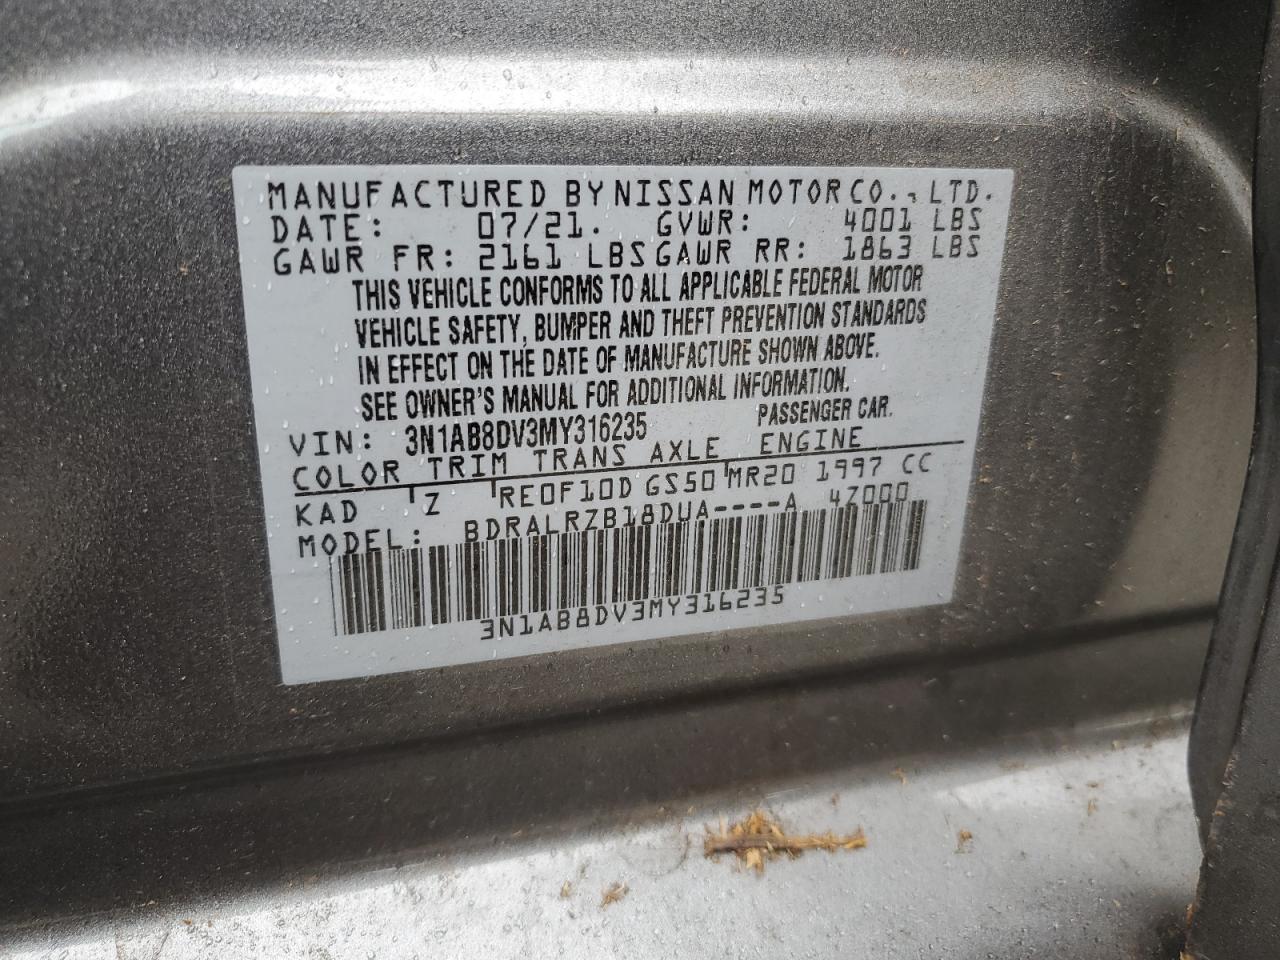 MANUFACTURED BY NISSAN MOTOR CO., LTD.
DATE: 07/21. GVWR: 4001 LBS
GAWR FR: 2161 LBS GAWR RR: 1863 LBS
THIS VEHICLE CONFORMS TO ALL APPLICABLE FEDERAL MOTOR
VEHICLE SAFETY, BUMPER AND THEFT PREVENTION STANDARDS
IN EFFECT ON THE DATE OF MANUFACTURE SHOWN ABOVE.
SEE OWNER'S MANUAL FOR ADDITIONAL INFORMATION.
VIN: 3N1AB8DV3MY316235 PASSENGER CAR.
COLOR TRIM TRANS AXLE ENGINE
KAD Z RE0F10D GS50 MR20 1997 CC
MODEL: BDRALRZB18DUA----A 4Z000
3N1AB8DV3MY316235